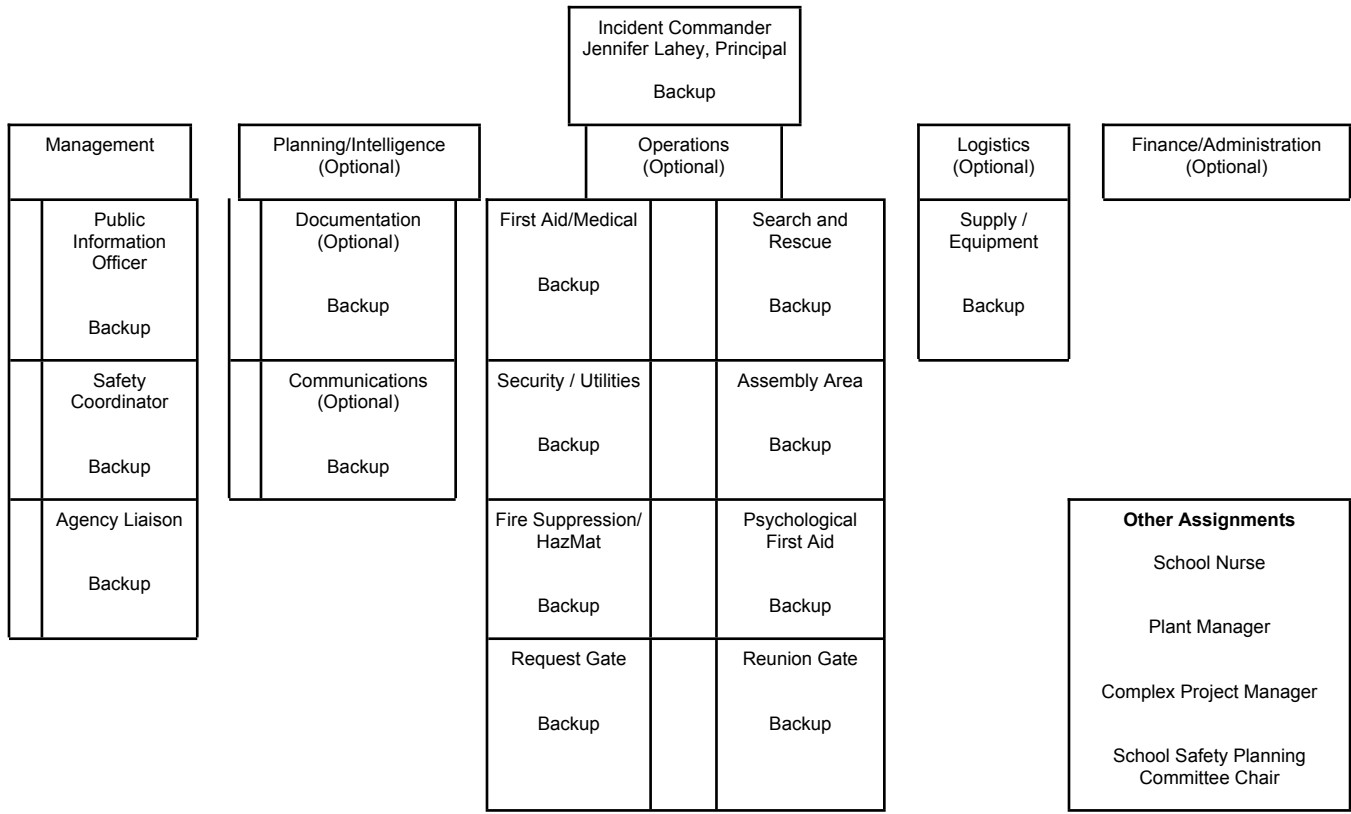 Incident Commander
Jennifer Lahey, Principal
Backup
Management
Planning/Intelligence
(Optional)
Operations
(Optional)
Logistics
(Optional)
Finance/Administration
(Optional)
Public
Information
Officer
Backup
Documentation
(Optional)
Backup
First Aid/Medical
Backup
Search and
Rescue
Backup
Supply /
Equipment
Backup
Safety
Coordinator
Backup
Communications
(Optional)
Backup
Security / Utilities
Backup
Assembly Area
Backup
Agency Liaison
Backup
Fire Suppression/
HazMat
Backup
Psychological
First Aid
Backup
Request Gate
Backup
Reunion Gate
Backup
Other Assignments
School Nurse
Plant Manager
Complex Project Manager
School Safety Planning
Committee Chair